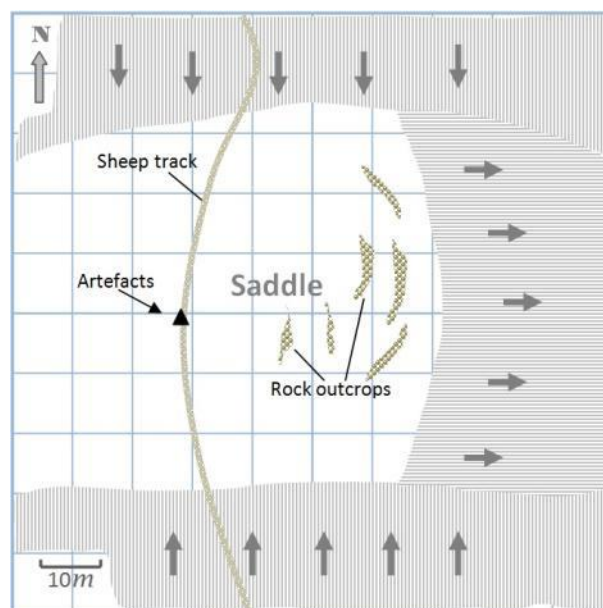 N
Sheep track
Artefacts
Saddle
Rock outcrops
10m